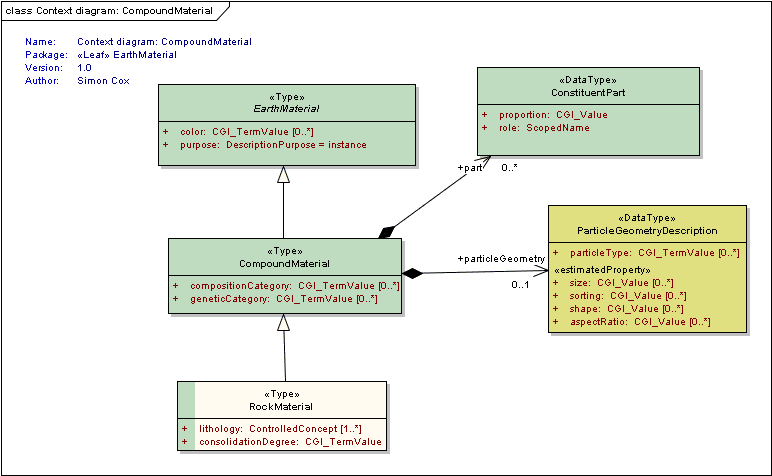 class Context diagram: CompoundMaterial
Name: Context diagram: CompoundMaterial
Package: «Leaf» EarthMaterial
Version: 1.0
Author: Simon Cox
«Type»
EarthMaterial
+ color: CGI_TermValue [0..*]
+ purpose: DescriptionPurpose = instance
«DataType»
ConstituentPart
+ proportion: CGI_Value
+ role: ScopedName
+part
0..*
«Type»
CompoundMaterial
+ compositionCategory: CGI_TermValue [0..*]
+ geneticCategory: CGI_TermValue [0..*]
+particleGeometry
0..1
«DataType»
ParticleGeometryDescription
+ particleType: CGI_TermValue [0..*]
«estimatedProperty»
+ size: CGI_Value [0..*]
+ sorting: CGI_Value [0..*]
+ shape: CGI_Value [0..*]
+ aspectRatio: CGI_Value [0..*]
«Type»
RockMaterial
+ lithology: ControlledConcept [1..*]
+ consolidationDegree: CGI_TermValue